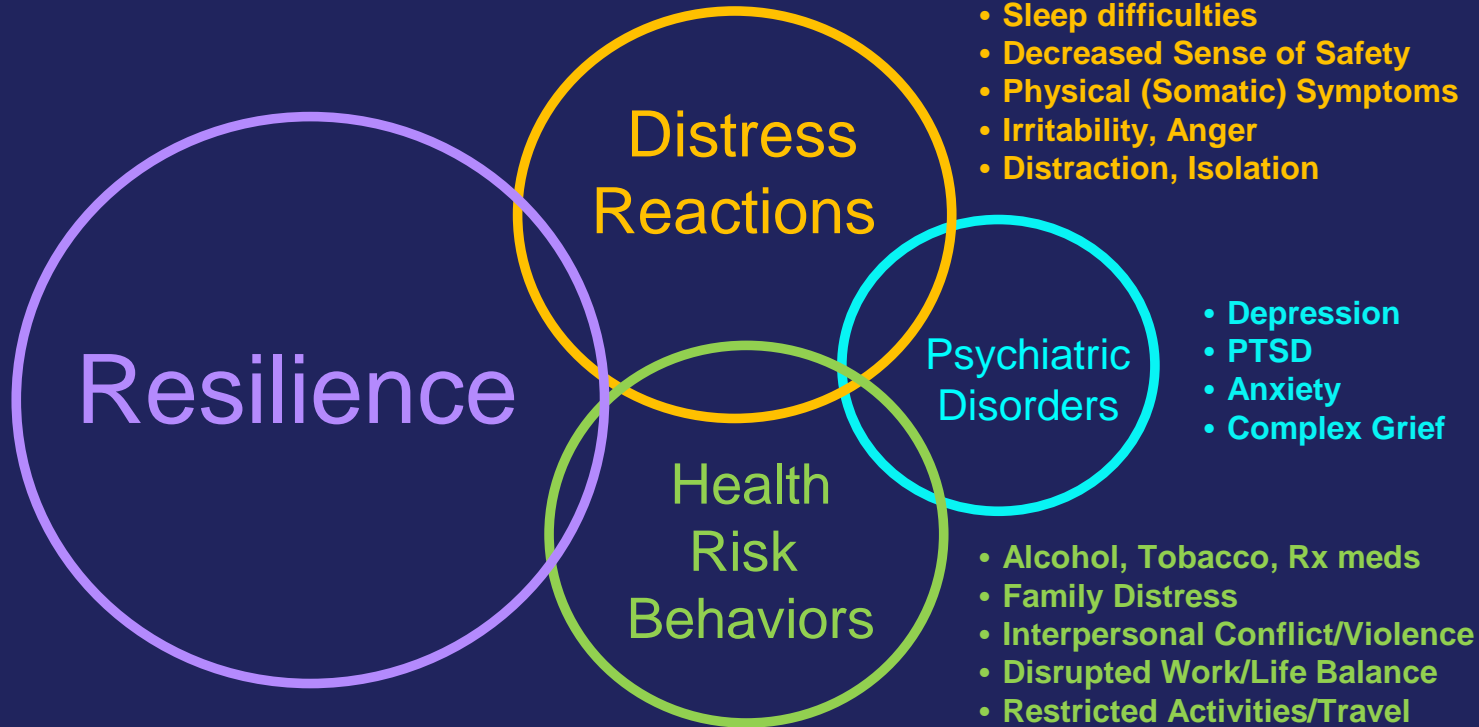 • Sleep difficulties
• Decreased Sense of Safety
• Physical (Somatic) Symptoms
• Irritability, Anger
• Distraction, Isolation
Distress
Reactions
Resilience
Psychiatric
Disorders
• Depression
• PTSD
• Anxiety
• Complex Grief
Health
Risk
Behaviors
• Alcohol, Tobacco, Rx meds
• Family Distress
• Interpersonal Conflict/Violence
• Disrupted Work/Life Balance
• Restricted Activities/Travel